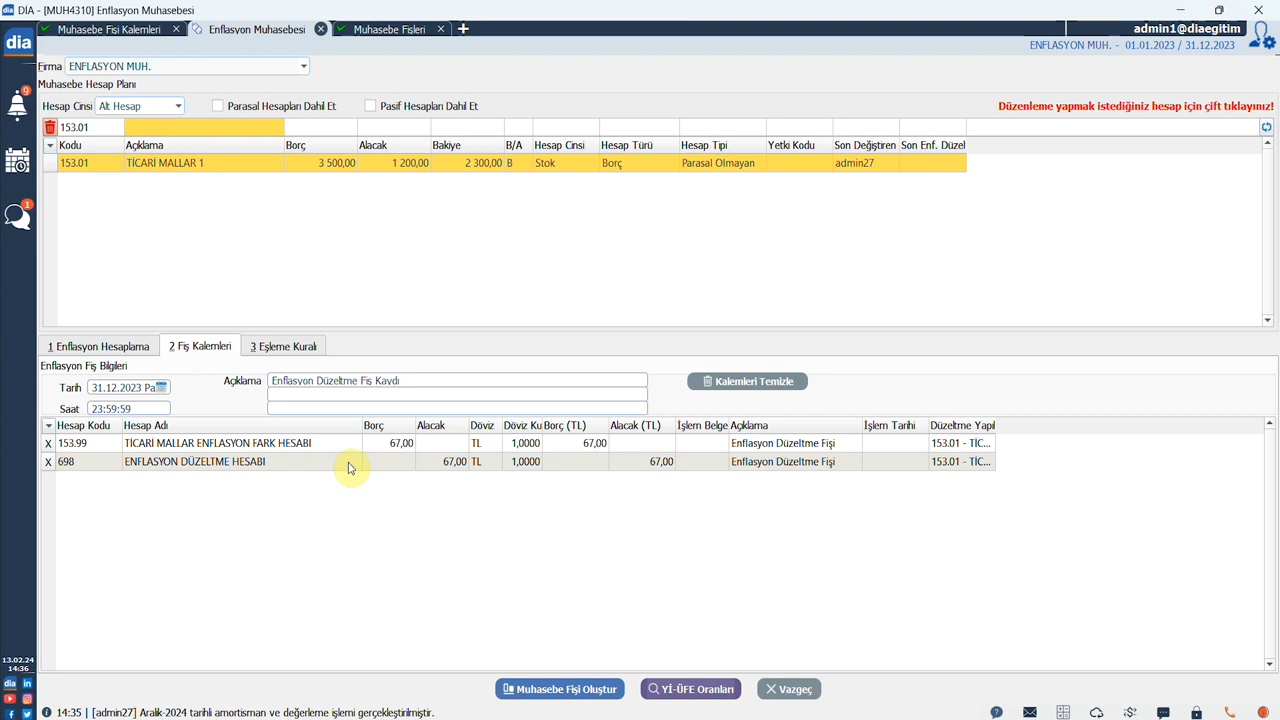 DIA - [MUH4310] Enflasyon Muhasebesi
Muhasebe Fişi Kalemleri Enflasyon Muhasebesi Muhasebe Fişleri
admin1@diaegitim
ENFLASYON MUH. - 01.01.2023 / 31.12.2023
dia
Firma ENFLASYON MUH.
Muhasebe Hesap Planı
Hesap Cinsi Alt Hesap Parasal Hesapları Dahil Et Pasif Hesapları Dahil Et Düzenleme yapmak istediğiniz hesap için çift tıklayınız!
153.01
Kodu Açıklama Borç Alacak Bakiye B/A Hesap Cinsi Hesap Türü Hesap Tipi Yetki Kodu Son Değiştiren Son Enf. Düzel
153.01 TİCARİ MALLAR 1 3 500,00 1 200,00 2 300,00 B Stok Borç Parasal Olmayan admin27
9
1
1 Enflasyon Hesaplama 2 Fiş Kalemleri 3 Eşleme Kuralı
Enflasyon Fiş Bilgileri
Tarih 31.12.2023 Pa Açıklama Enflasyon Düzeltme Fiş Kaydı Kalemleri Temizle
Saat 23:59:59
Hesap Kodu Hesap Adı Borç Alacak Döviz Döviz Ku Borç (TL) Alacak (TL) İşlem Belge Açıklama İşlem Tarihi Düzeltme Yapıl
X 153.99 TİCARİ MALLAR ENFLASYON FARK HESABI 67,00 TL 1,0000 67,00 Enflasyon Düzeltme Fişi 153.01 - TİC...
X 698 ENFLASYON DÜZELTME HESABI 67,00 TL 1,0000 67,00 Enflasyon Düzeltme Fişi 153.01 - TİC...
13.02.24
14:36
dia in
Muhasebe Fişi Oluştur Yİ-ÜFE Oranları Vazgeç
14:35 | [admin27] Aralık-2024 tarihli amortisman ve değerleme işlemi gerçekleştirilmiştir.